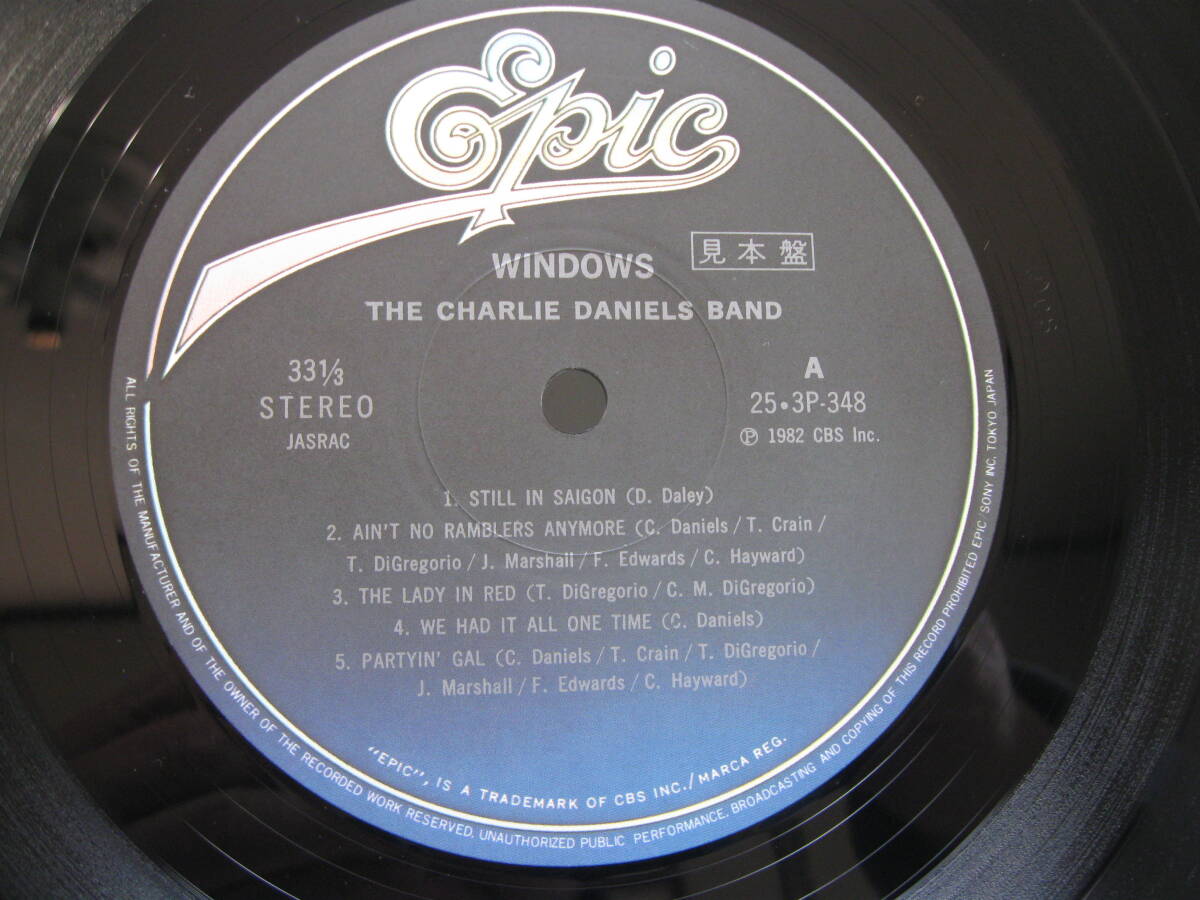 Epic
WINDOWS 見本盤
THE CHARLIE DANIELS BAND
33⅓
STEREO
JASRAC
A
25•3P-348
Ⓟ 1982 CBS Inc.
1. STILL IN SAIGON (D. Daley)
2. AIN'T NO RAMBLERS ANYMORE (C. Daniels / T. Crain /
T. DiGregorio / J. Marshall / F. Edwards / C. Hayward)
3. THE LADY IN RED (T. DiGregorio / C. M. DiGregorio)
4. WE HAD IT ALL ONE TIME (C. Daniels)
5. PARTYIN' GAL (C. Daniels / T. Crain / T. DiGregorio /
J. Marshall / F. Edwards / C. Hayward)
"EPIC", IS A TRADEMARK OF CBS INC./MARCA REG.
ALL RIGHTS OF THE MANUFACTURER AND OF THE OWNER OF THE RECORDED WORK RESERVED. UNAUTHORIZED PUBLIC PERFORMANCE, BROADCASTING AND COPYING OF THIS RECORD PROHIBITED EPIC/SONY INC. TOKYO JAPAN